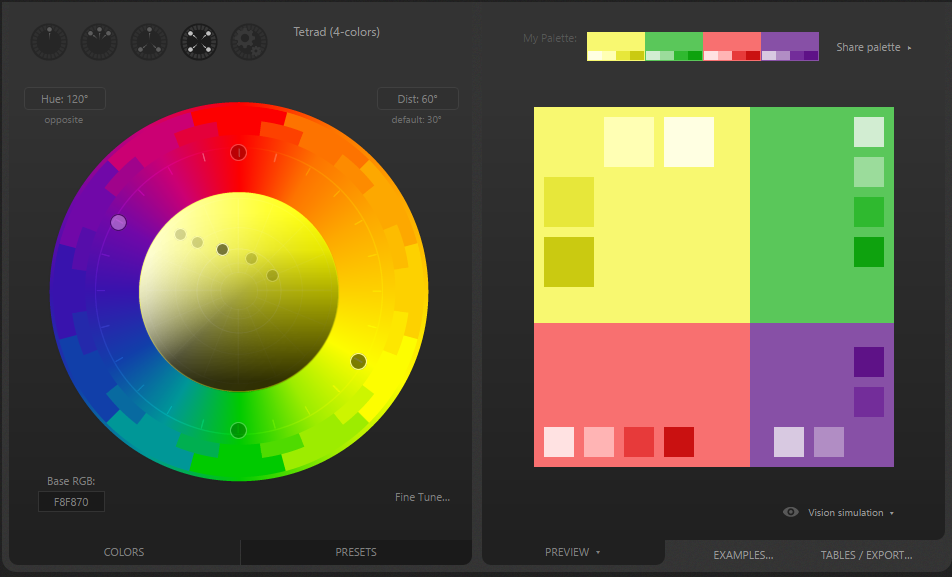 Tetrad (4-colors)
My Palette:
Share palette ▸
Hue: 120°
opposite
Dist: 60°
default: 30°
Base RGB:
F8F870
Fine Tune...
Vision simulation ▾
COLORS
PRESETS
PREVIEW ▾
EXAMPLES...
TABLES / EXPORT...